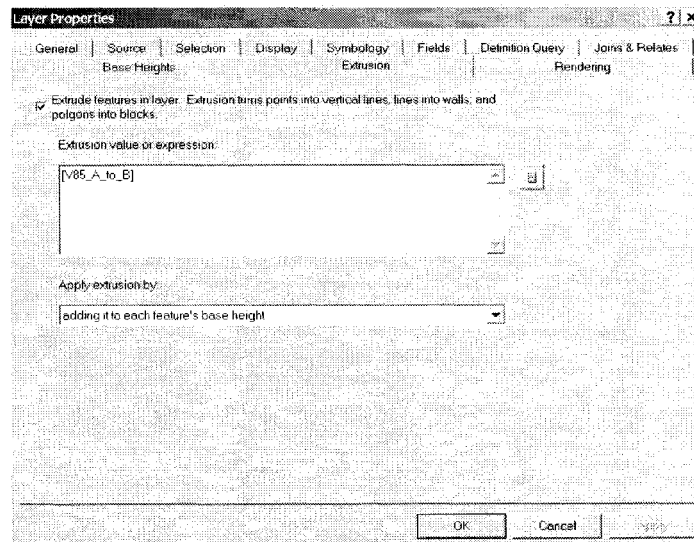 Layer Properties
? ×
General Source Selection Display Symbology Fields Definition Query Joins & Relates
Base Heights Extrusion Rendering
Extrude features in layer. Extrusion turns points into vertical lines, lines into walls, and
polgons into blocks.
Extrusion value or expression:
[V85_A_to_B]
Apply extrusion by:
adding it to each feature's base height
OK Cancel